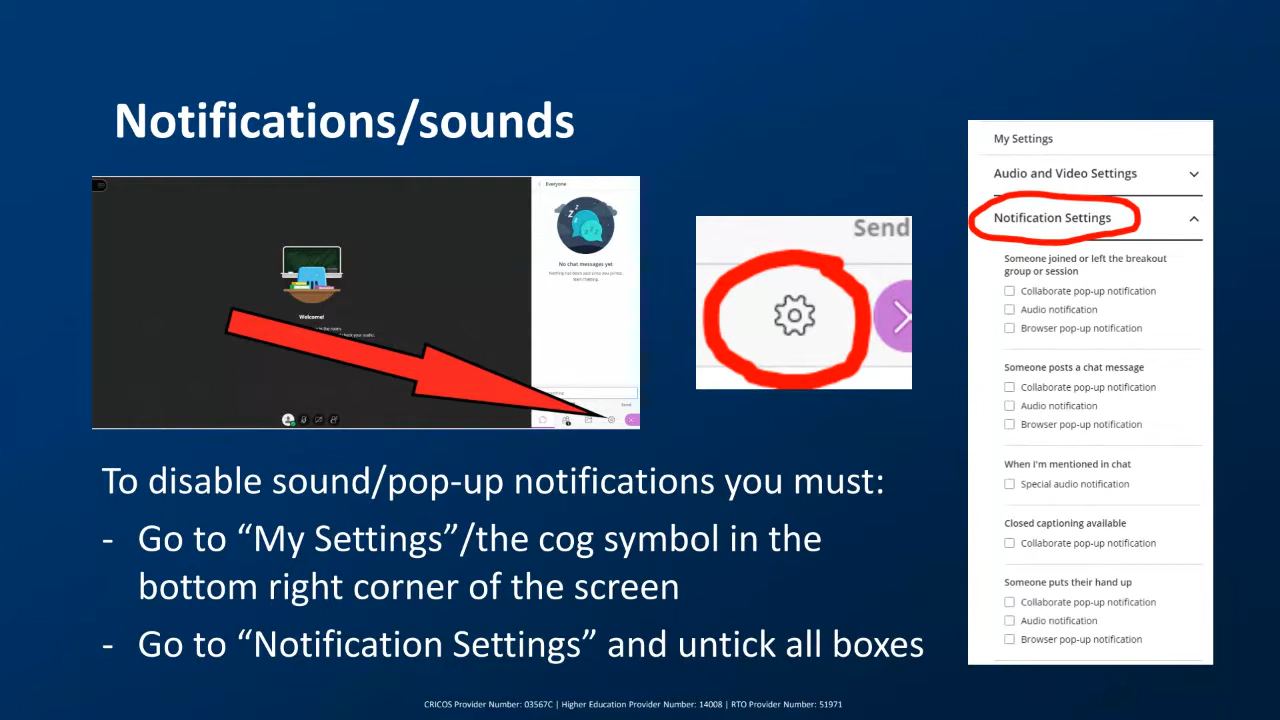 Notifications/sounds
Everyone
No chat messages yet
Welcome!
Send
Send
To disable sound/pop-up notifications you must:
- Go to “My Settings”/the cog symbol in the
bottom right corner of the screen
- Go to “Notification Settings” and untick all boxes
My Settings
Audio and Video Settings
Notification Settings
Someone joined or left the breakout
group or session
Collaborate pop-up notification
Audio notification
Browser pop-up notification
Someone posts a chat message
Collaborate pop-up notification
Audio notification
Browser pop-up notification
When I'm mentioned in chat
Special audio notification
Closed captioning available
Collaborate pop-up notification
Someone puts their hand up
Collaborate pop-up notification
Audio notification
Browser pop-up notification
CRICOS Provider Number: 03567C | Higher Education Provider Number: 14008 | RTO Provider Number: 51971